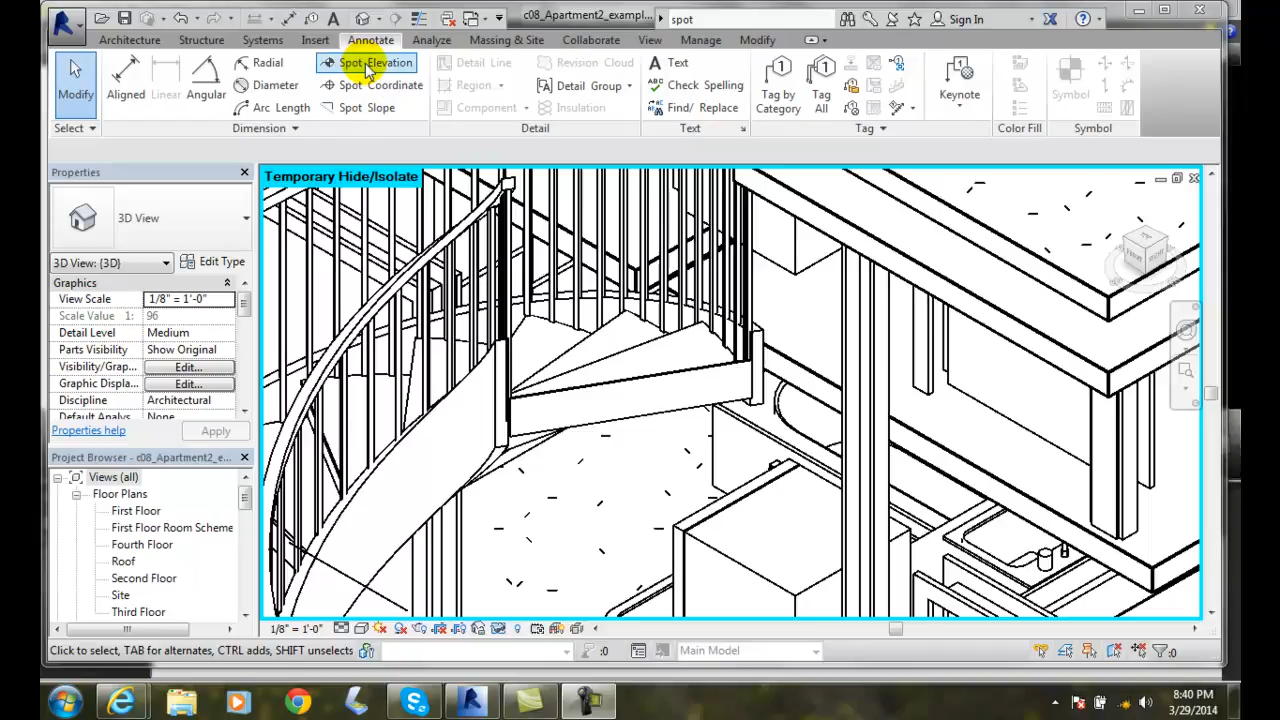 c08_Apartment2_exampl...
spot
Sign In
Architecture Structure Systems Insert Annotate Analyze Massing & Site Collaborate View Manage Modify
Modify
Aligned
Linear
Angular
Radial
Diameter
Arc Length
Spot Elevation
Spot Coordinate
Spot Slope
Detail Line
Region
Component
Revision Cloud
Detail Group
Insulation
Text
Check Spelling
Find/ Replace
Tag by Category
Tag All
Keynote
Symbol
Select Dimension Detail Text Tag Color Fill Symbol
Properties
3D View
3D View: {3D} Edit Type
Graphics
View Scale 1/8" = 1'-0"
Scale Value 1: 96
Detail Level Medium
Parts Visibility Show Original
Visibility/Grap... Edit...
Graphic Displa... Edit...
Discipline Architectural
Default Analys None
Properties help Apply
Project Browser - c08_Apartment2_e...
Views (all)
Floor Plans
First Floor
First Floor Room Scheme
Fourth Floor
Roof
Second Floor
Site
Third Floor
Temporary Hide/Isolate
TOP
FRONT
RIGHT
1/8" = 1'-0"
Click to select, TAB for alternates, CTRL adds, SHIFT unselects
:0
Main Model
:0
8:40 PM
3/29/2014